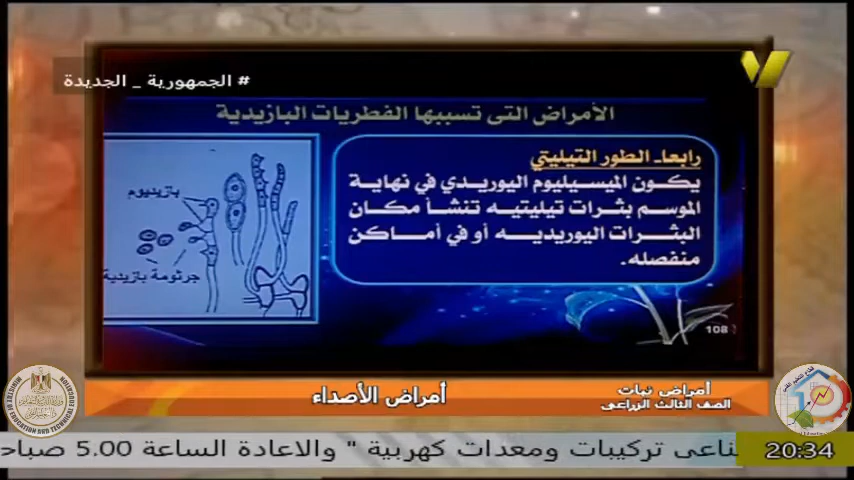 # الجمهورية _ الجديدة
الأمراض التى تسببها الفطريات البازيدية
رابعا- الطور التيليتي
يكون الميسيليوم اليوريدي في نهاية
الموسم بثرات تيليتيه تنشأ مكان
البثرات اليوريديه أو في أماكن
منفصله.
بازيديوم
جرثومة بازيدية
108
أمراض نبات
الصف الثالث الزراعى
أمراض الأصداء
ناعى تركيبات ومعدات كهربية " والاعادة الساعة 5.00 صباحا
20:34